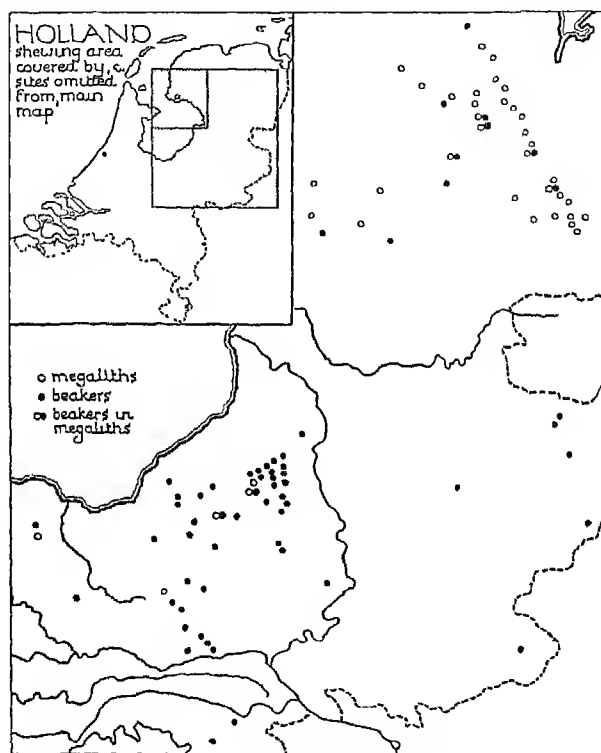 HOLLAND
shewing area
covered by, c.
sites omitted
from, main
map,
megaliths
beakers
beakers in
megaliths